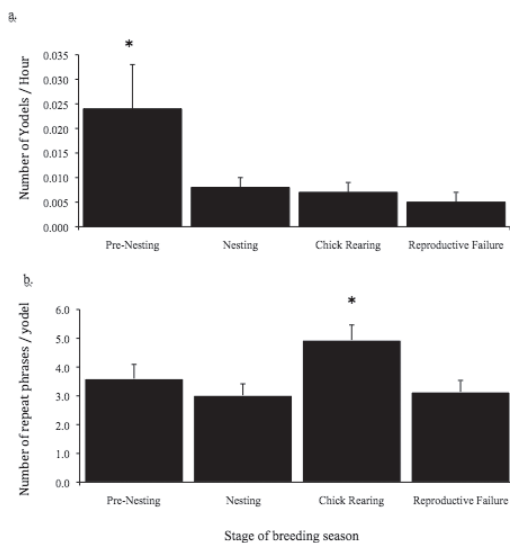 a.
*
Number of Yodels / Hour
0.035
0.030
0.025
0.020
0.015
0.010
0.005
0.000
Pre-Nesting Nesting Chick Rearing Reproductive Failure
b.
*
Number of repeat phrases / yodel
6.0
5.0
4.0
3.0
2.0
1.0
0.0
Pre-Nesting Nesting Chick Rearing Reproductive Failure
Stage of breeding season